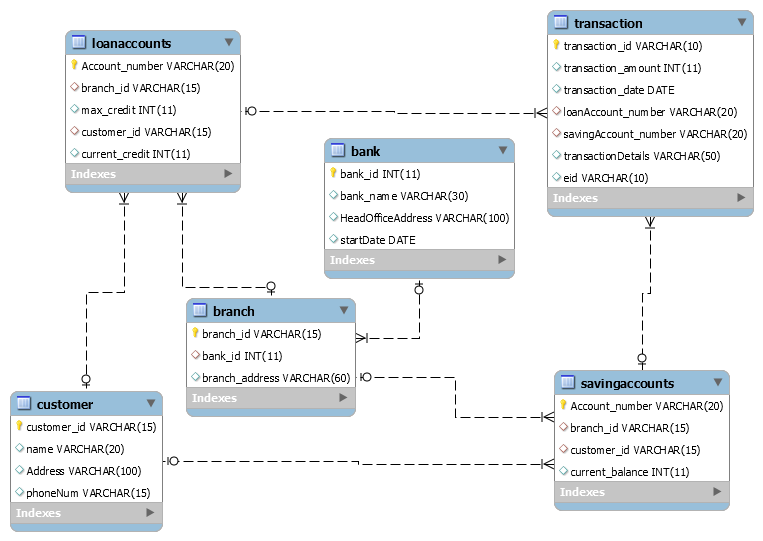 loanaccounts
Account_number VARCHAR(20)
branch_id VARCHAR(15)
max_credit INT(11)
customer_id VARCHAR(15)
current_credit INT(11)
Indexes
transaction
transaction_id VARCHAR(10)
transaction_amount INT(11)
transaction_date DATE
loanAccount_number VARCHAR(20)
savingAccount_number VARCHAR(20)
transactionDetails VARCHAR(50)
eid VARCHAR(10)
Indexes
bank
bank_id INT(11)
bank_name VARCHAR(30)
HeadOfficeAddress VARCHAR(100)
startDate DATE
Indexes
branch
branch_id VARCHAR(15)
bank_id INT(11)
branch_address VARCHAR(60)
Indexes
customer
customer_id VARCHAR(15)
name VARCHAR(20)
Address VARCHAR(100)
phoneNum VARCHAR(15)
Indexes
savingaccounts
Account_number VARCHAR(20)
branch_id VARCHAR(15)
customer_id VARCHAR(15)
current_balance INT(11)
Indexes